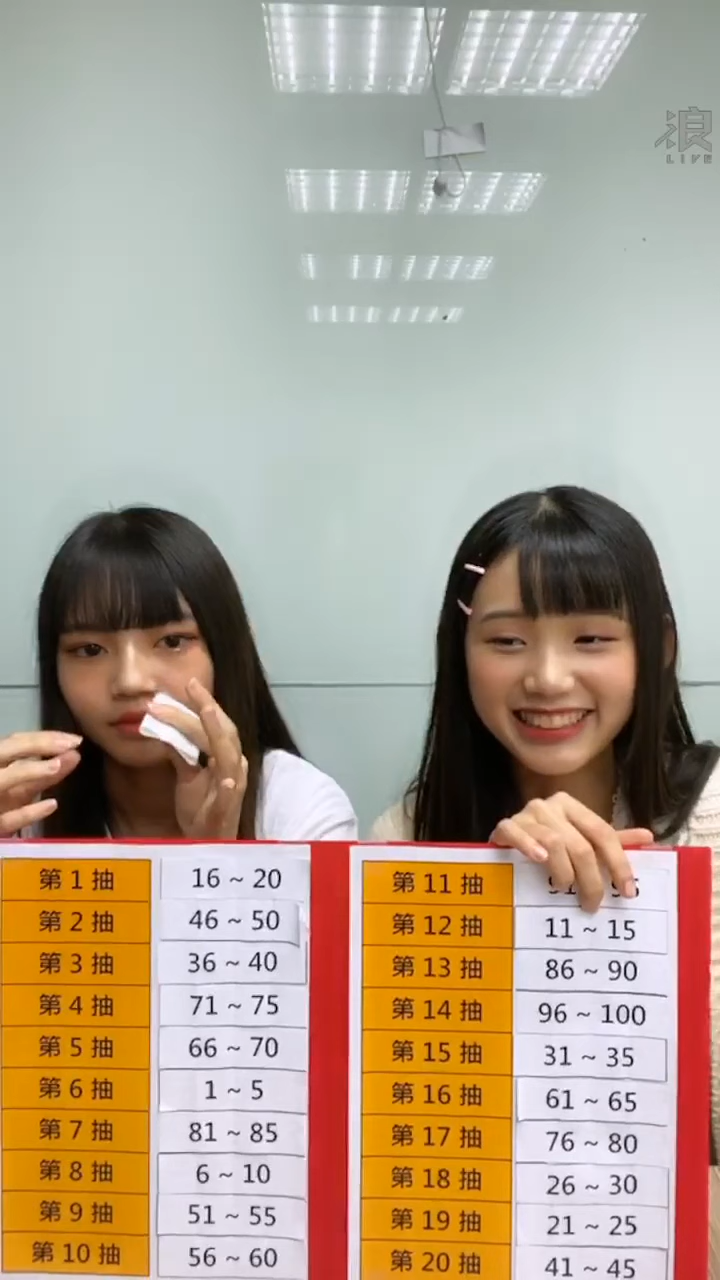 浪
LIVE
第 1 抽 16 ~ 20
第 2 抽 46 ~ 50
第 3 抽 36 ~ 40
第 4 抽 71 ~ 75
第 5 抽 66 ~ 70
第 6 抽 1 ~ 5
第 7 抽 81 ~ 85
第 8 抽 6 ~ 10
第 9 抽 51 ~ 55
第 10 抽 56 ~ 60
第 11 抽
第 12 抽 11 ~ 15
第 13 抽 86 ~ 90
第 14 抽 96 ~ 100
第 15 抽 31 ~ 35
第 16 抽 61 ~ 65
第 17 抽 76 ~ 80
第 18 抽 26 ~ 30
第 19 抽 21 ~ 25
第 20 抽 41 ~ 45